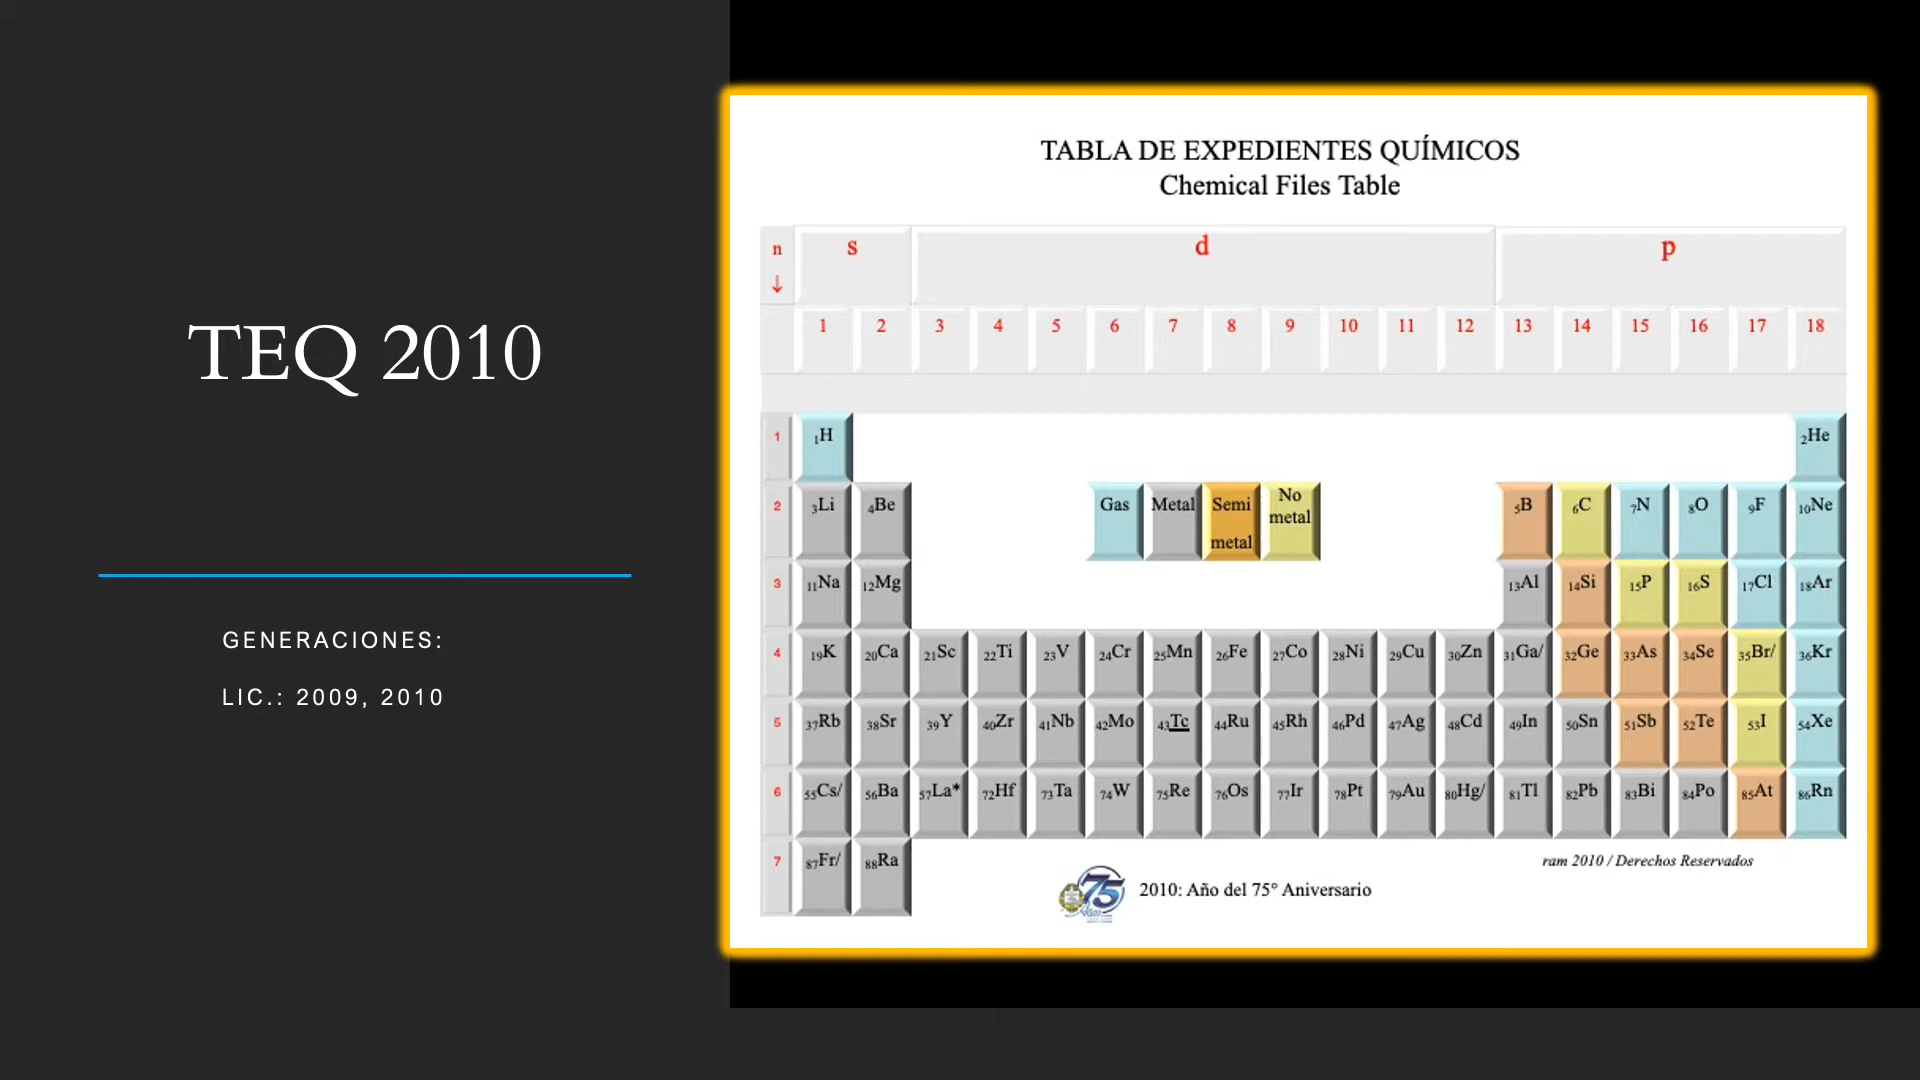 TEQ 2010
GENERACIONES:
LIC.: 2009, 2010
TABLA DE EXPEDIENTES QUÍMICOS
Chemical Files Table
n s d p
↓
1 2 3 4 5 6 7 8 9 10 11 12 13 14 15 16 17 18
1 1H 2He
2 3Li 4Be Gas Metal Semi metal No metal 5B 6C 7N 8O 9F 10Ne
3 11Na 12Mg 13Al 14Si 15P 16S 17Cl 18Ar
4 19K 20Ca 21Sc 22Ti 23V 24Cr 25Mn 26Fe 27Co 28Ni 29Cu 30Zn 31Ga/ 32Ge 33As 34Se 35Br/ 36Kr
5 37Rb 38Sr 39Y 40Zr 41Nb 42Mo 43Tc 44Ru 45Rh 46Pd 47Ag 48Cd 49In 50Sn 51Sb 52Te 53I 54Xe
6 55Cs/ 56Ba 57La* 72Hf 73Ta 74W 75Re 76Os 77Ir 78Pt 79Au 80Hg/ 81Tl 82Pb 83Bi 84Po 85At 86Rn
7 87Fr/ 88Ra
ram 2010 / Derechos Reservados
75
2010: Año del 75° Aniversario